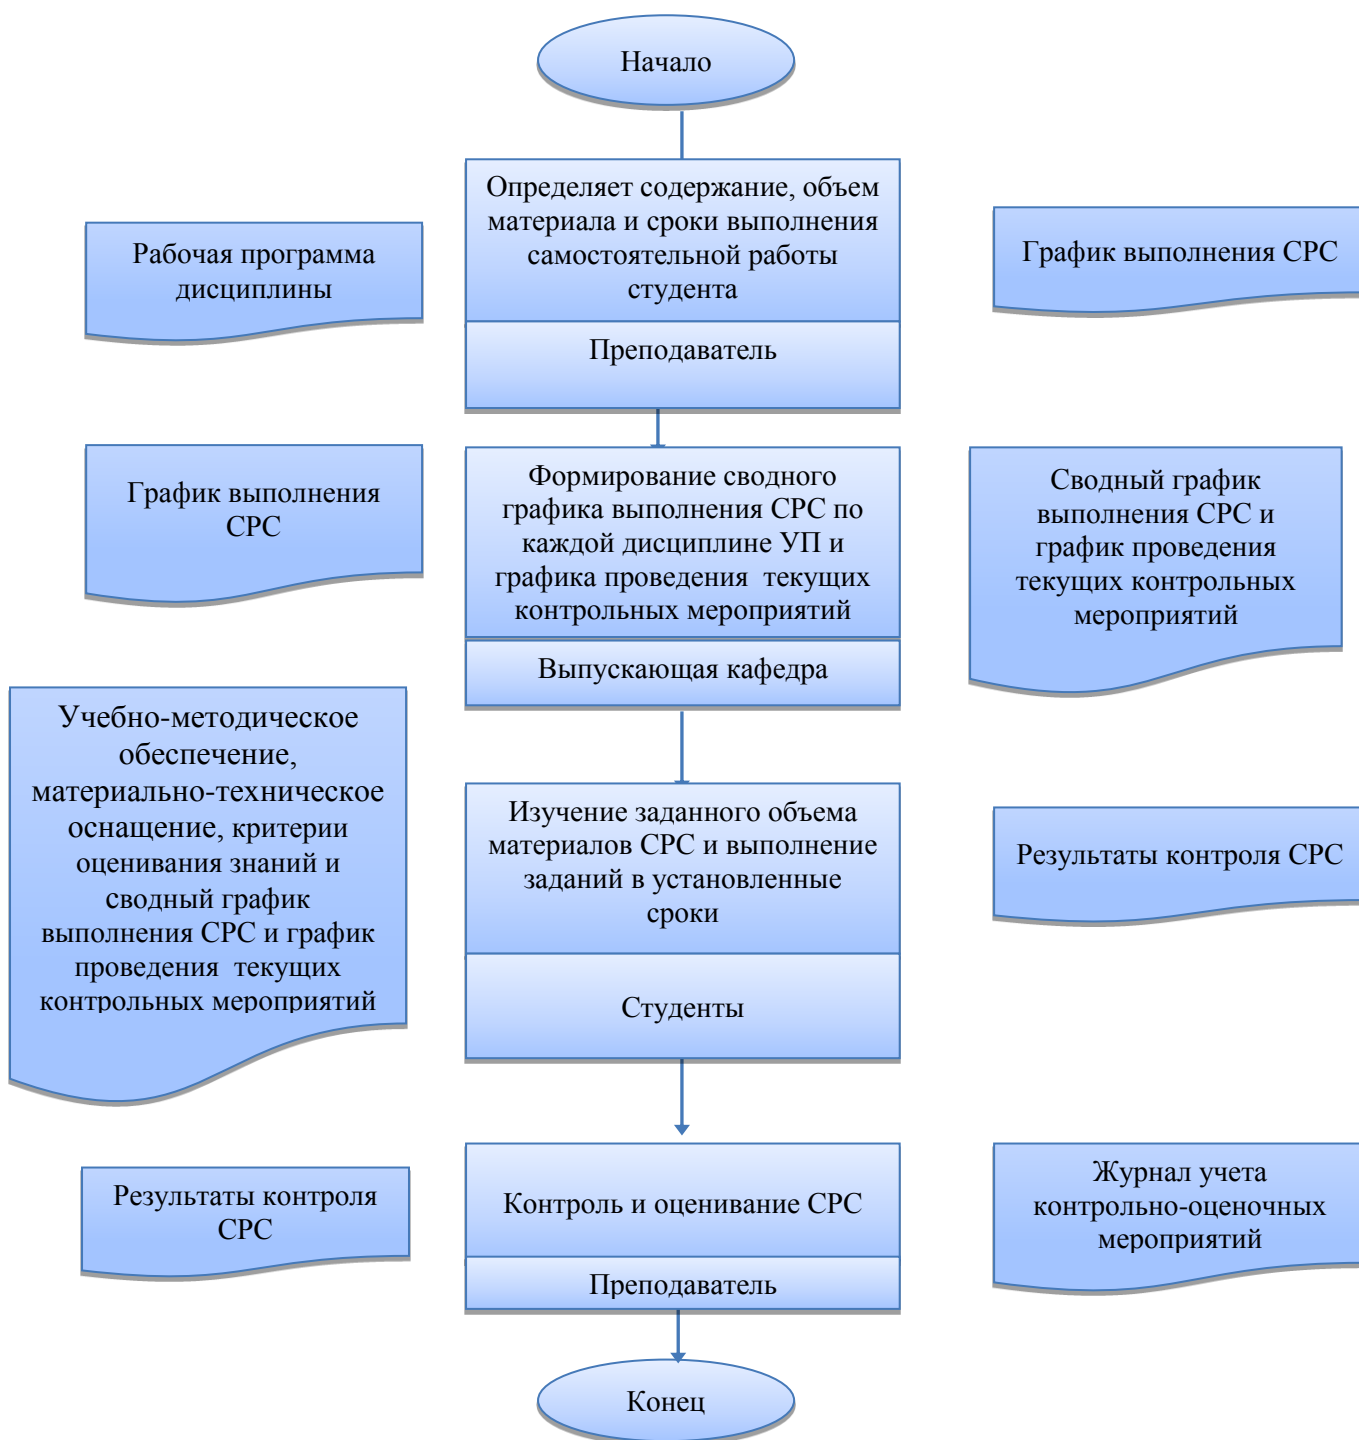 Начало
Определяет содержание, объем
материала и сроки выполнения
самостоятельной работы
студента
Преподаватель
Рабочая программа
дисциплины
График выполнения СРС
График выполнения
СРС
Формирование сводного
графика выполнения СРС по
каждой дисциплине УП и
графика проведения  текущих
контрольных мероприятий
Выпускающая кафедра
Сводный график
выполнения СРС и
график проведения
текущих контрольных
мероприятий
Учебно-методическое
обеспечение,
материально-техническое
оснащение, критерии
оценивания знаний и
сводный график
выполнения СРС и график
проведения  текущих
контрольных мероприятий
Изучение заданного объема
материалов СРС и выполнение
заданий в установленные
сроки
Студенты
Результаты контроля СРС
Результаты контроля
СРС
Контроль и оценивание СРС
Преподаватель
Журнал учета
контрольно-оценочных
мероприятий
Конец